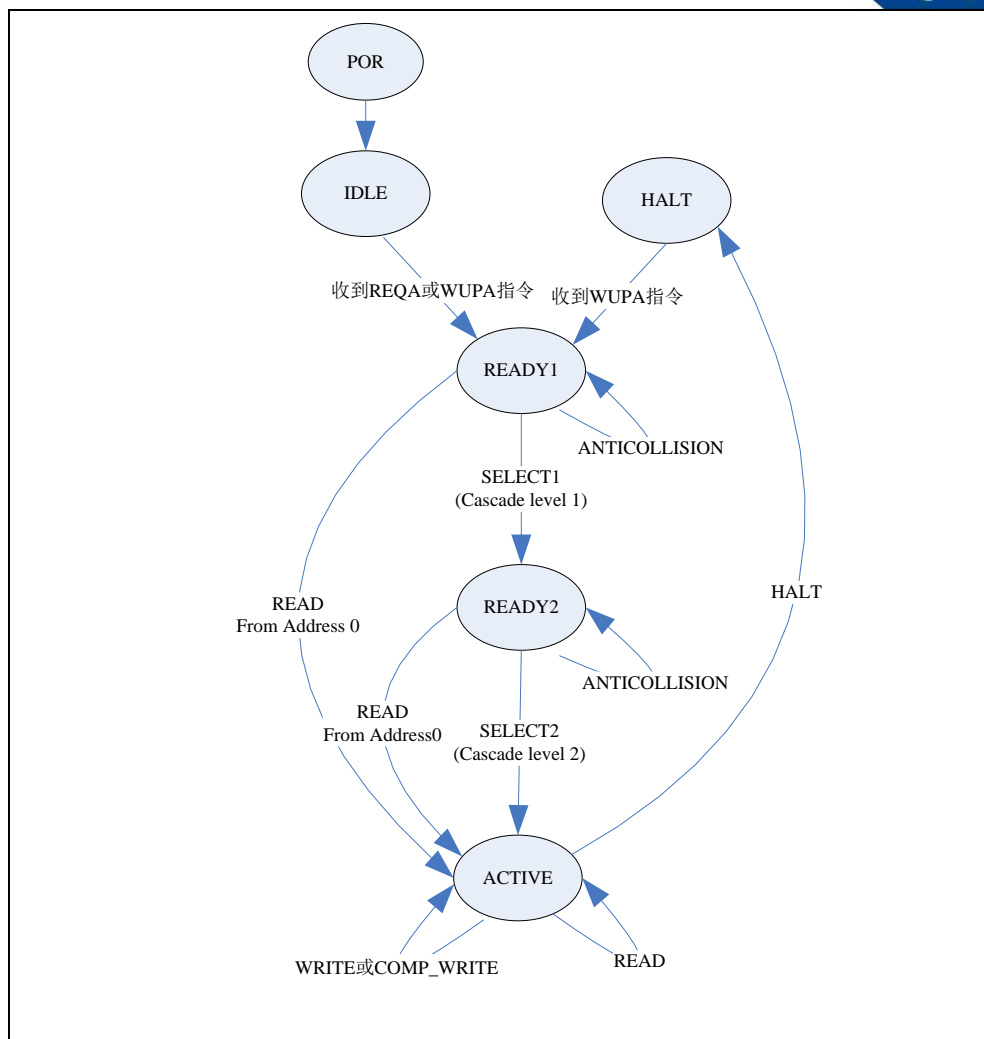 POR
IDLE
HALT
收到REQA或WUPA指令
收到WUPA指令
READY1
ANTICOLLISION
SELECT1
(Cascade level 1)
READ
From Address 0
HALT
READY2
ANTICOLLISION
READ
From Address0
SELECT2
(Cascade level 2)
ACTIVE
WRITE或COMP_WRITE
READ